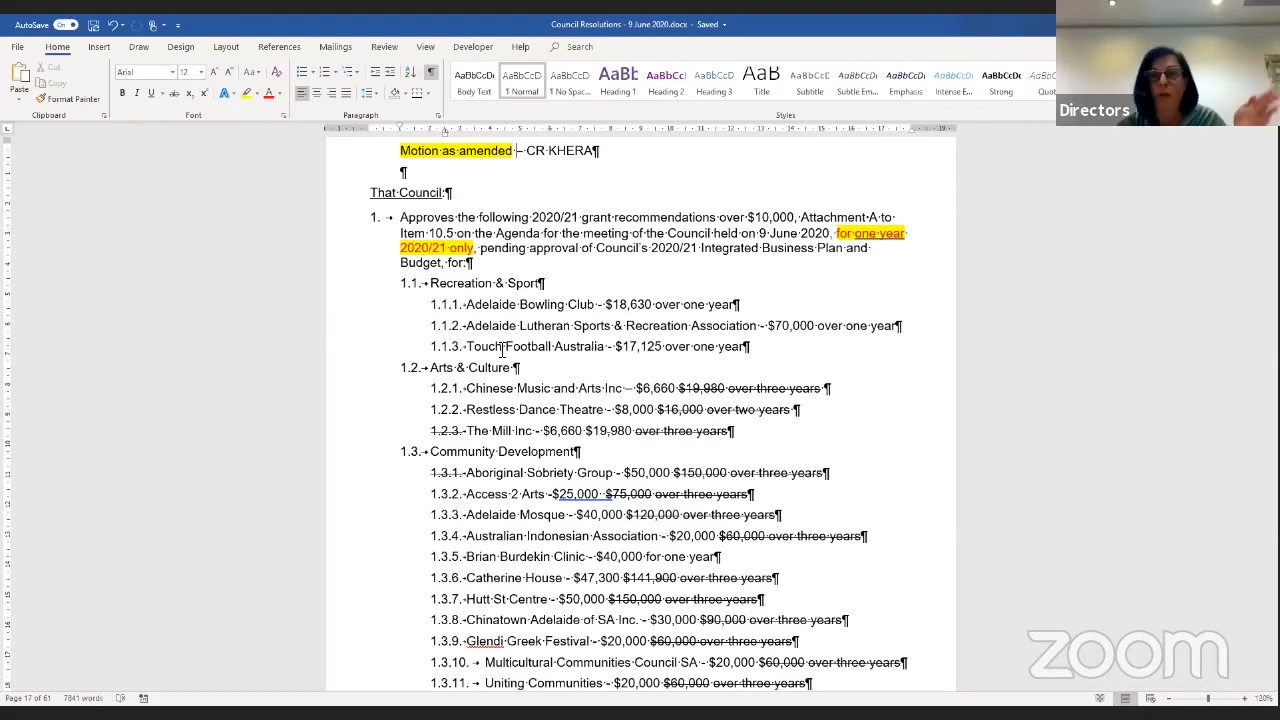 AutoSave On Council Resolutions - 9 June 2020.docx - Saved
File Home Insert Draw Design Layout References Mailings Review View Developer Help Search
Paste Cut Copy Format Painter
Arial 12
B I U ab
AaBbCcDc AaBbCcD AaBbCcD AaBb AaBbCc AaBbCcI AaB AaBbCcD AaBbCcDt AaBbCcDt AaBbCcDt AaBbCcD
Body Text ¶ Normal ¶ No Spac... Heading 1 Heading 2 Heading 3 Title Subtitle Subtle Em... Emphasis Intense E... Strong Quot
Clipboard Font Paragraph Styles
Directors
Motion as amended – CR KHERA¶
¶
That Council:¶
1. Approves the following 2020/21 grant recommendations over $10,000, Attachment A to
Item 10.5 on the Agenda for the meeting of the Council held on 9 June 2020, for one year
2020/21 only, pending approval of Council's 2020/21 Integrated Business Plan and
Budget, for:¶
1.1. Recreation & Sport¶
1.1.1. Adelaide Bowling Club - $18,630 over one year¶
1.1.2. Adelaide Lutheran Sports & Recreation Association - $70,000 over one year¶
1.1.3. Touch Football Australia - $17,125 over one year¶
1.2. Arts & Culture ¶
1.2.1. Chinese Music and Arts Inc – $6,660 $19,980 over three years ¶
1.2.2. Restless Dance Theatre - $8,000 $16,000 over two years ¶
1.2.3. The Mill Inc - $6,660 $19,980 over three years¶
1.3. Community Development¶
1.3.1. Aboriginal Sobriety Group - $50,000 $150,000 over three years¶
1.3.2. Access 2 Arts -$25,000 $75,000 over three years¶
1.3.3. Adelaide Mosque - $40,000 $120,000 over three years¶
1.3.4. Australian Indonesian Association - $20,000 $60,000 over three years¶
1.3.5. Brian Burdekin Clinic - $40,000 for one year¶
1.3.6. Catherine House - $47,300 $141,900 over three years¶
1.3.7. Hutt St Centre - $50,000 $150,000 over three years¶
1.3.8. Chinatown Adelaide of SA Inc. - $30,000 $90,000 over three years¶
1.3.9. Glendi Greek Festival - $20,000 $60,000 over three years¶
1.3.10. Multicultural Communities Council SA - $20,000 $60,000 over three years¶
1.3.11. Uniting Communities - $20,000 $60,000 over three years¶
zoom
Page 17 of 61 7841 words 120%